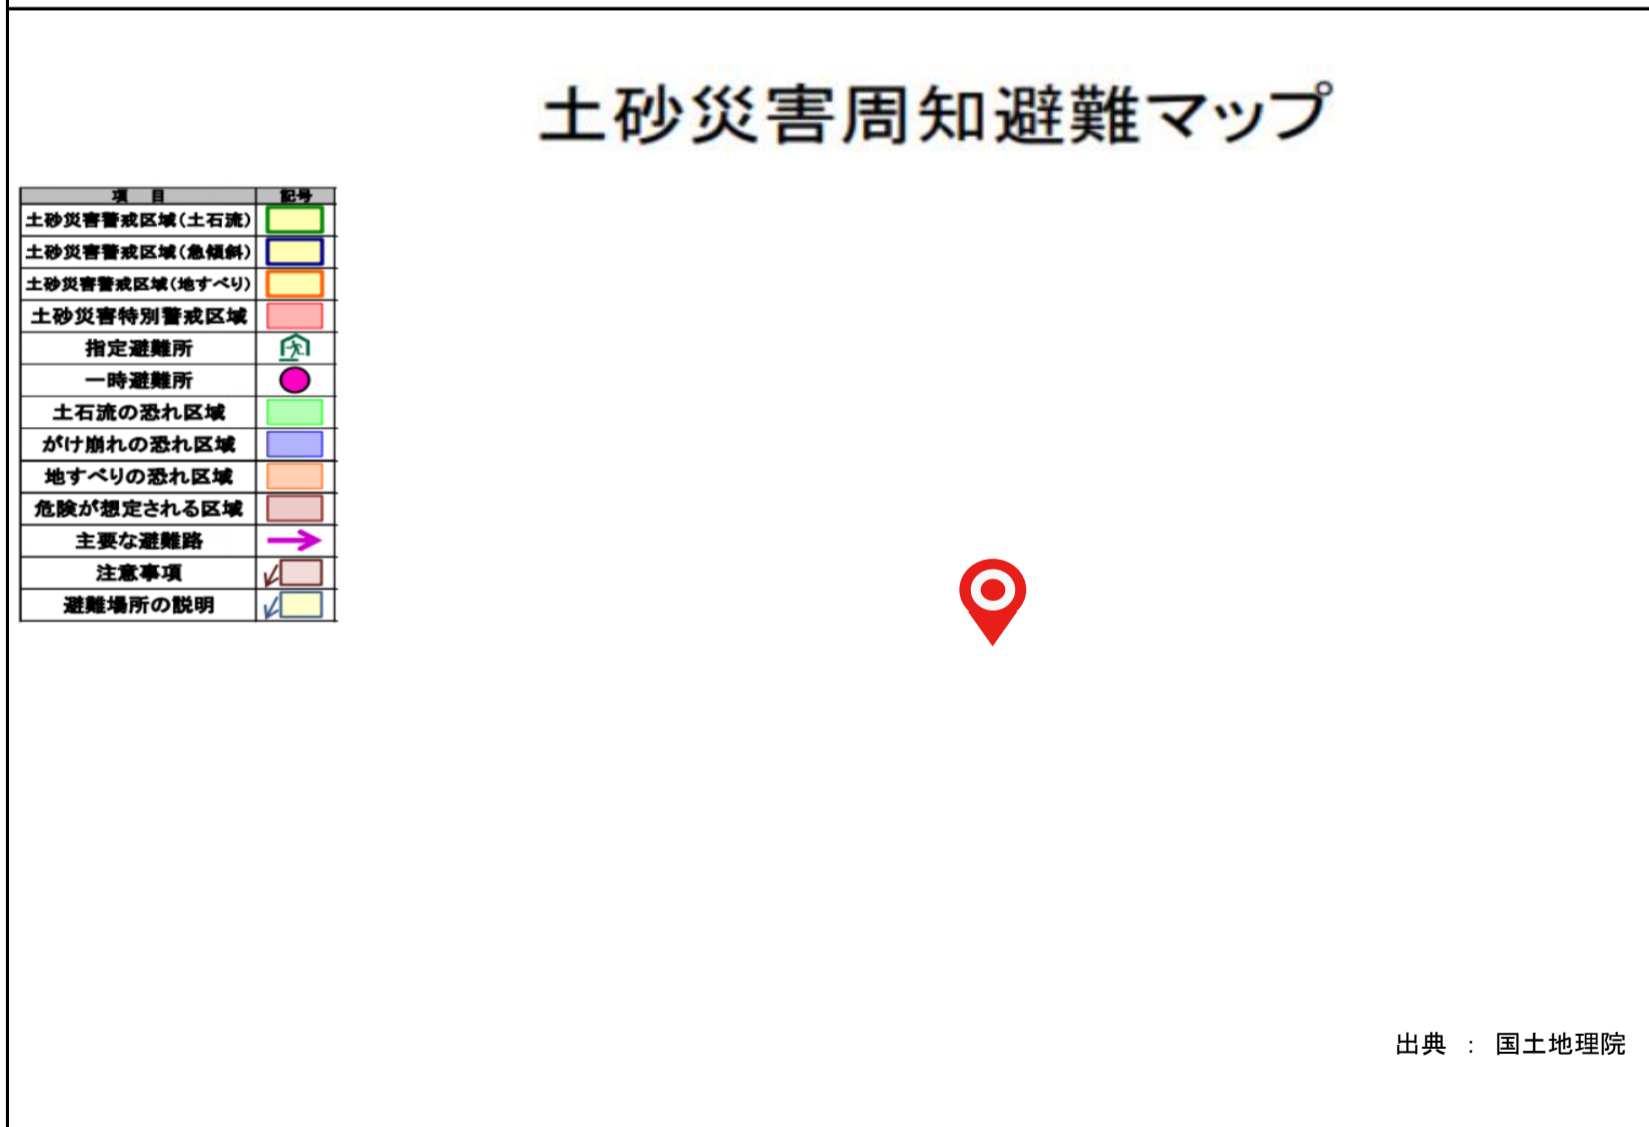 土砂災害周知避難マップ
項　目　記号
土砂災害警戒区域(土石流)
土砂災害警戒区域(急傾斜)
土砂災害警戒区域(地すべり)
土砂災害特別警戒区域
指定避難所
一時避難所
土石流の恐れ区域
がけ崩れの恐れ区域
地すべりの恐れ区域
危険が想定される区域
主要な避難路
注意事項
避難場所の説明
出典　：　国土地理院